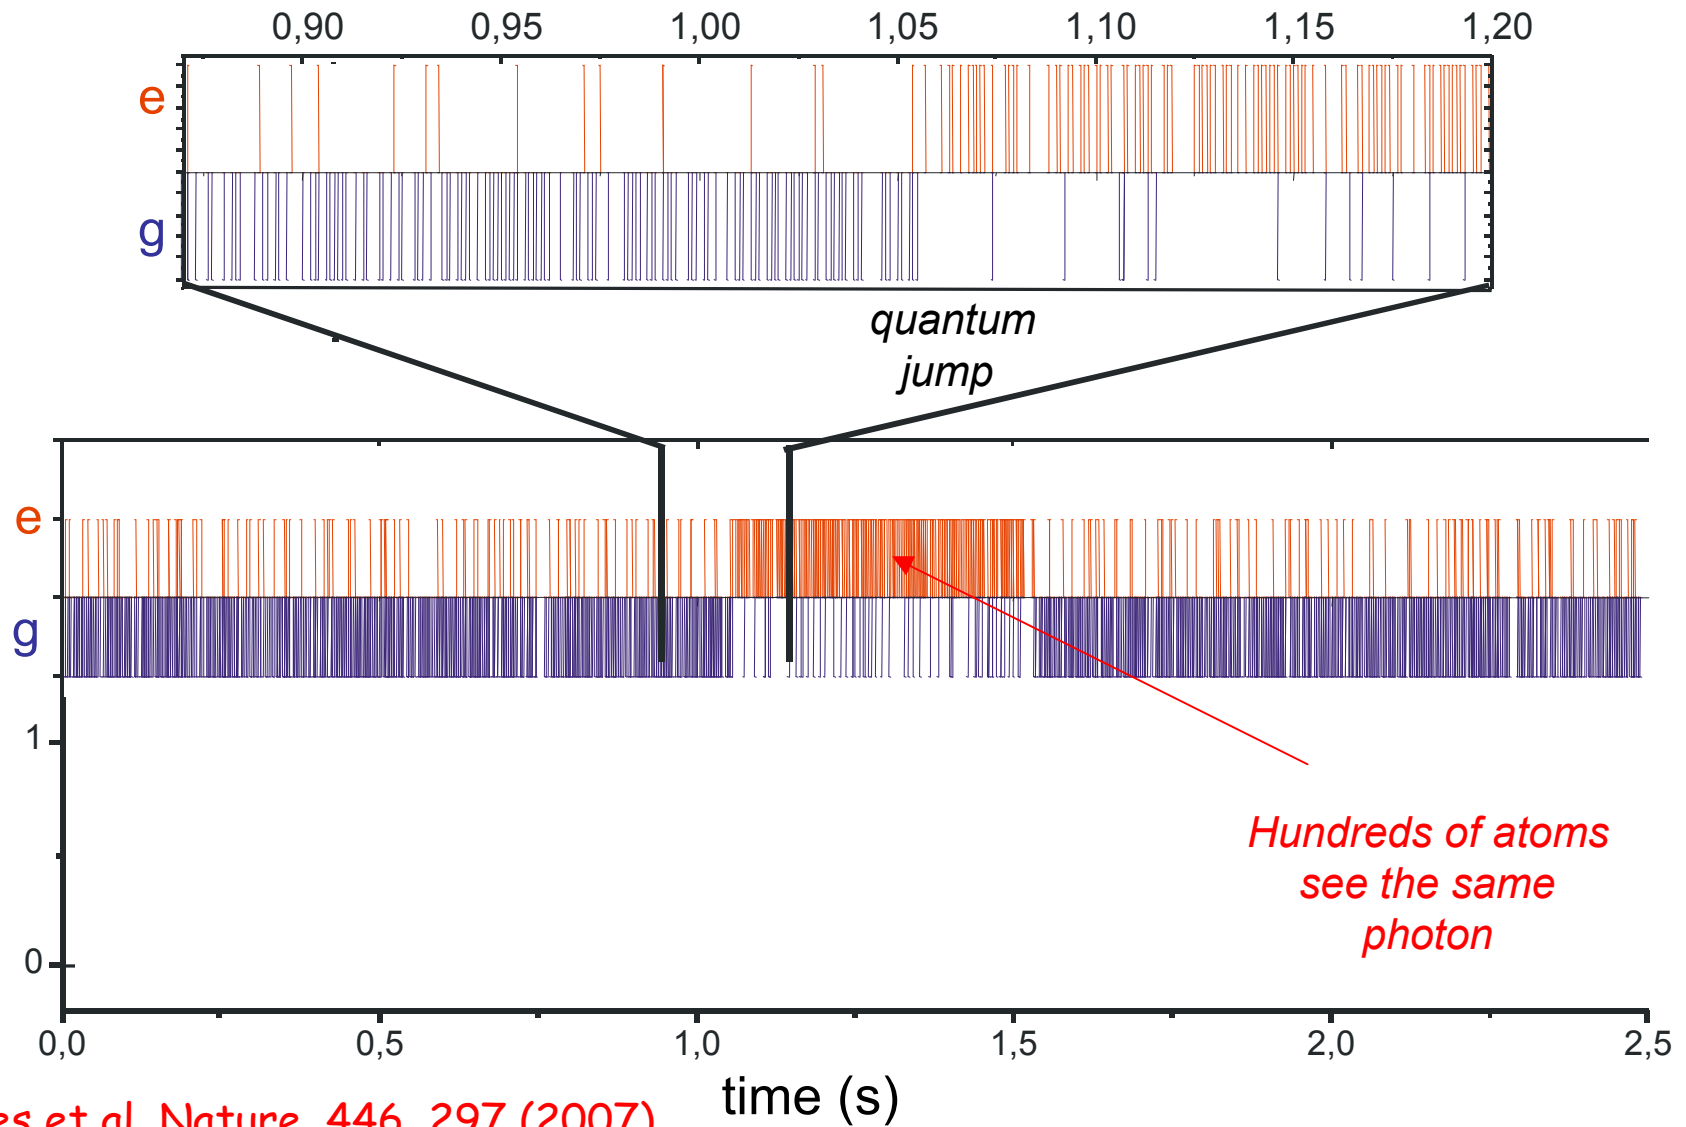 0,90 0,95 1,00 1,05 1,10 1,15 1,20
e
g
quantum
jump
e
g
1
0
Hundreds of atoms
see the same
photon
0,0 0,5 1,0 1,5 2,0 2,5
time (s)
et al, Nature, 446, 297 (2007)